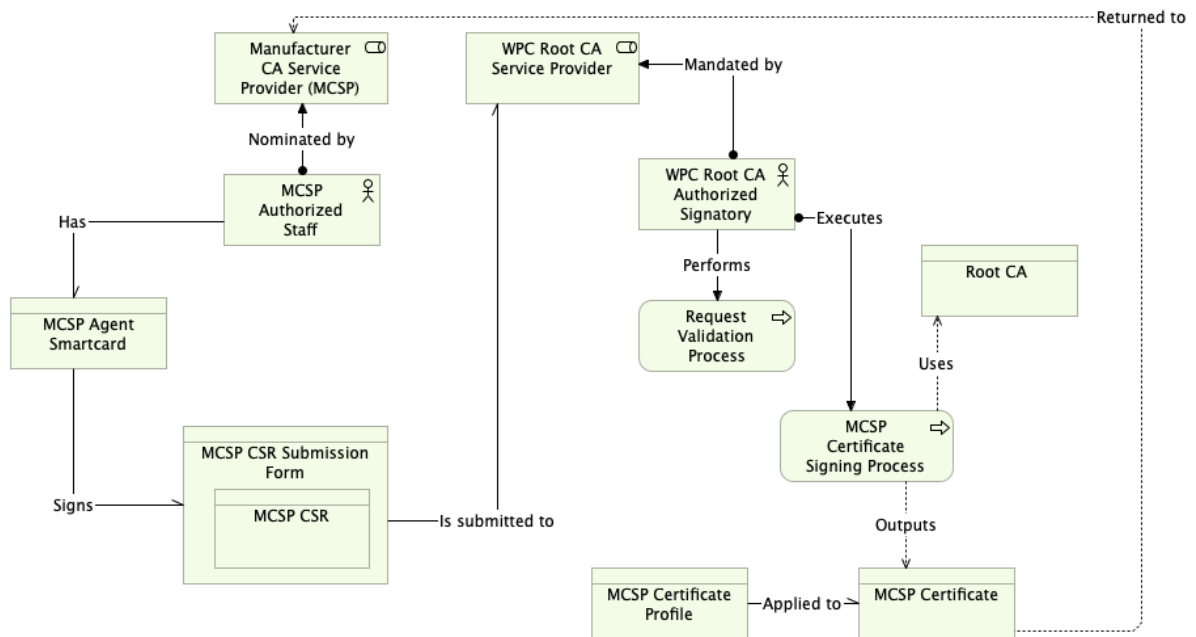 Returned to
Manufacturer
CA Service
Provider (MCSP)
WPC Root CA
Service Provider
Mandated by
Nominated by
MCSP
Authorized
Staff
WPC Root CA
Authorized
Signatory
Has
Executes
Performs
Root CA
MCSP Agent
Smartcard
Request
Validation
Process
Uses
MCSP
Certificate
Signing Process
MCSP CSR Submission
Form
Signs
MCSP CSR
Is submitted to
Outputs
MCSP Certificate
Profile
Applied to
MCSP Certificate